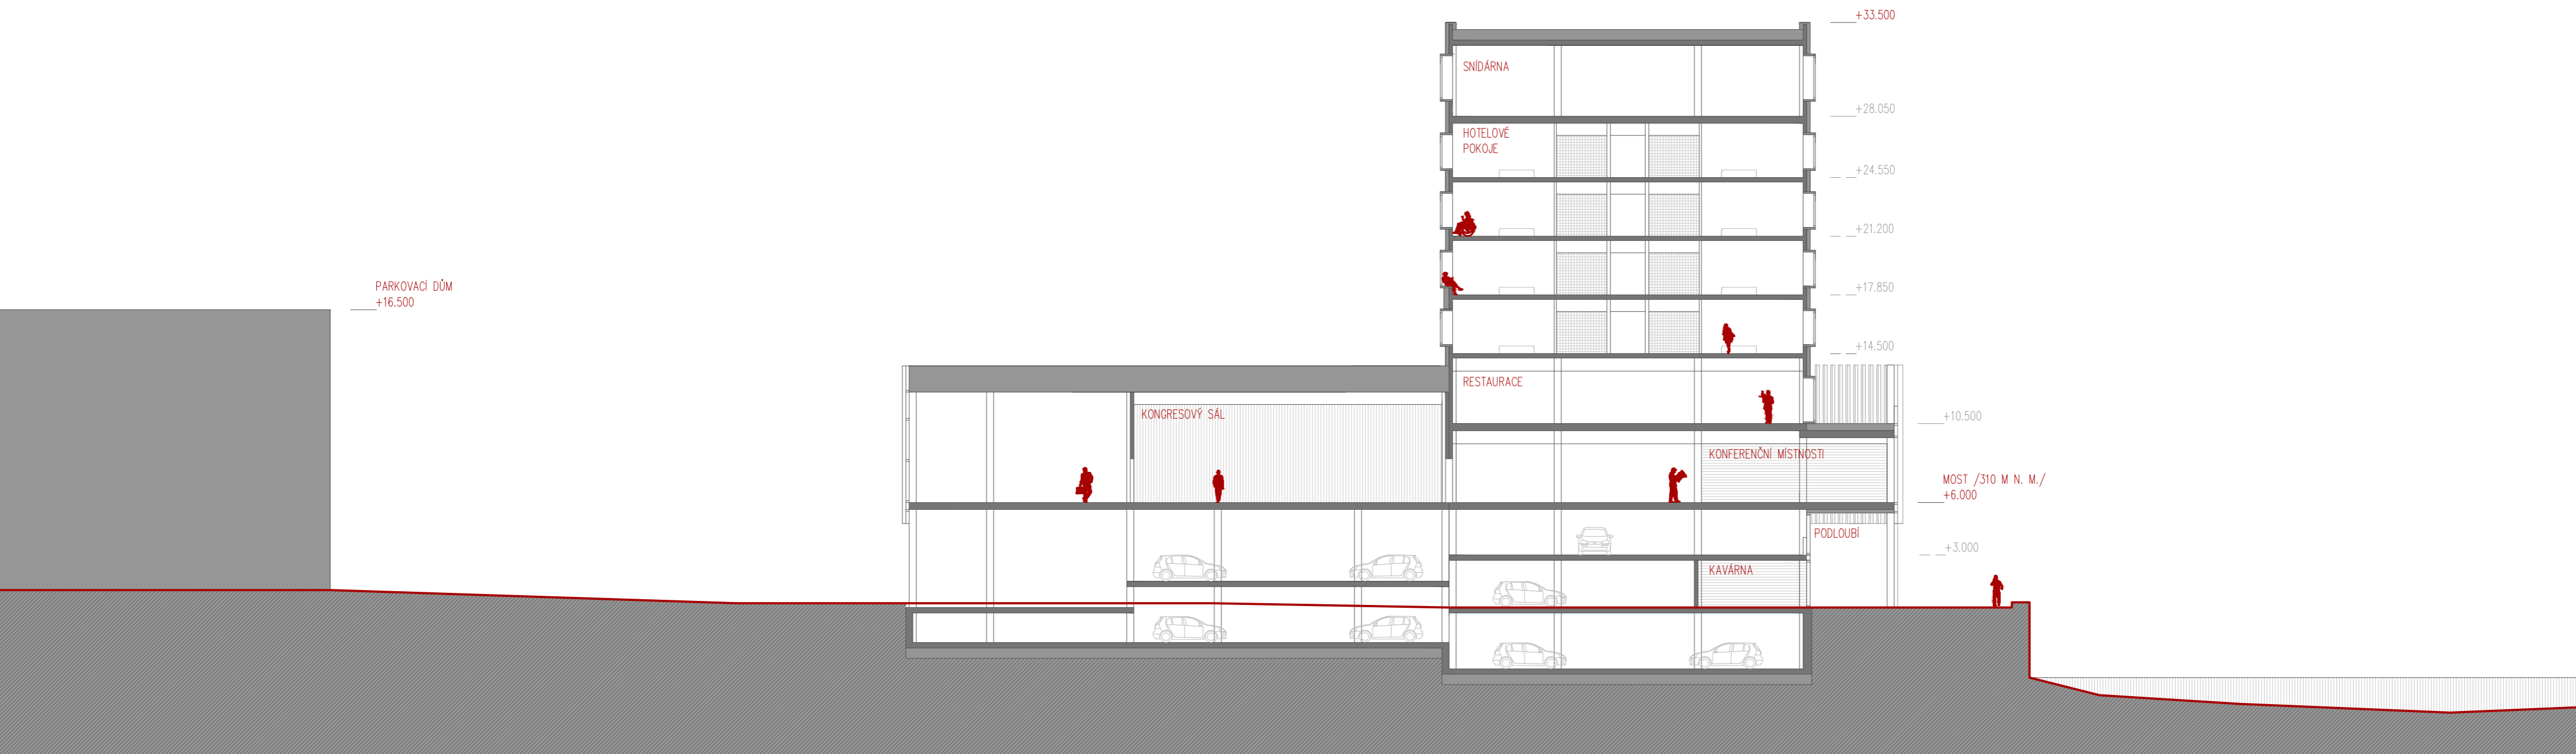 +33.500
SNÍDÁRNA
+28.050
HOTELOVÉ
POKOJE
+24.550
+21.200
PARKOVACÍ DŮM
+16.500
+17.850
+14.500
RESTAURACE
KONGRESOVÝ SÁL
+10.500
KONFERENČNÍ MÍSTNOSTI
MOST /310 M N. M./
+6.000
PODLOUBÍ
+3.000
KAVÁRNA